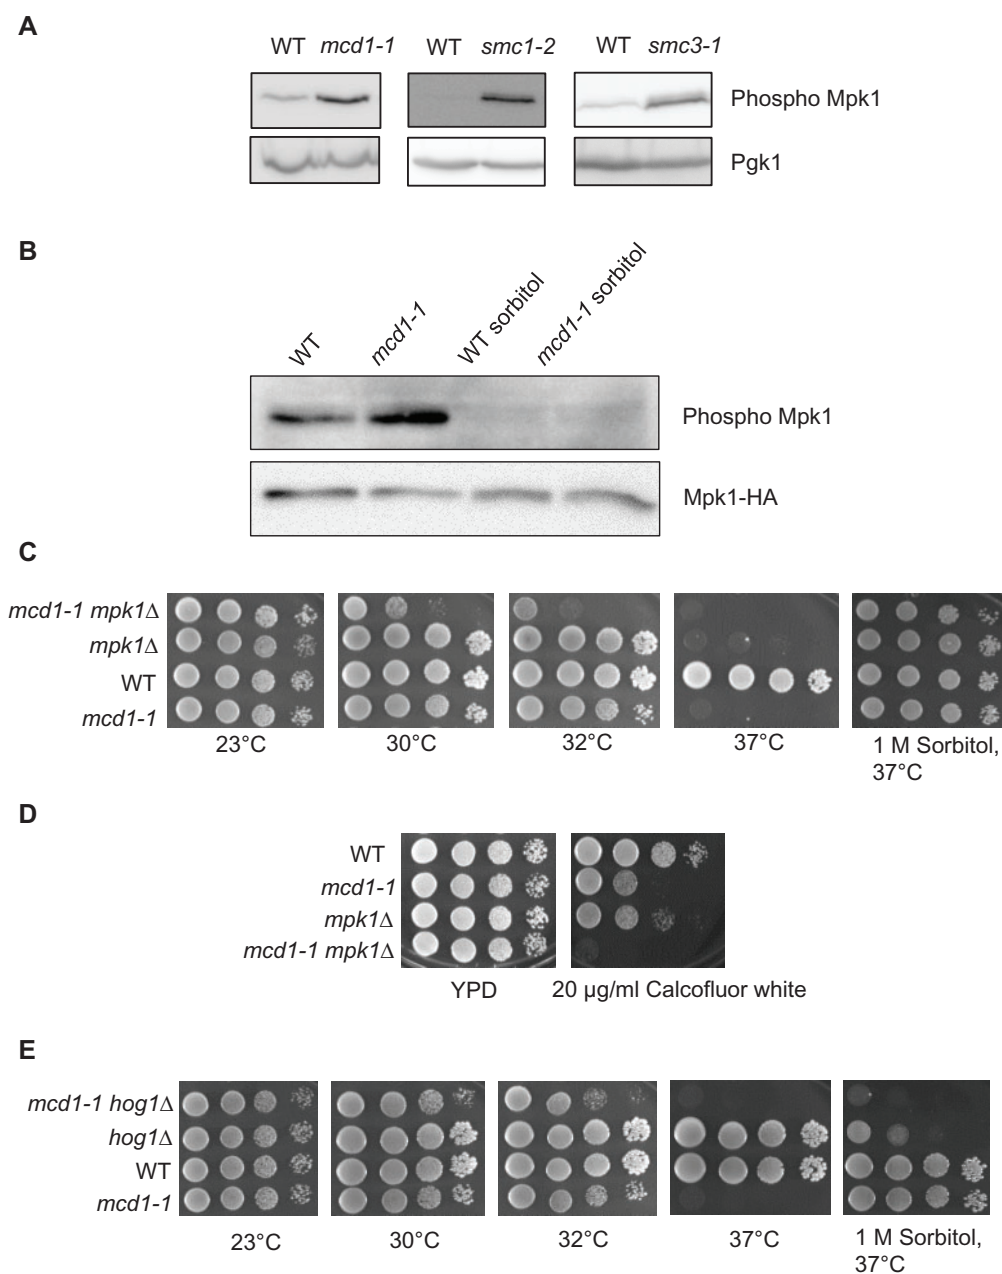 A
WT mcd1-1 WT smc1-2 WT smc3-1
Phospho Mpk1
Pgk1
B
WT mcd1-1 WT sorbitol mcd1-1 sorbitol
Phospho Mpk1
Mpk1-HA
C
mcd1-1 mpk1Δ
mpk1Δ
WT
mcd1-1
23°C 30°C 32°C 37°C 1 M Sorbitol,
37°C
D
WT
mcd1-1
mpk1Δ
mcd1-1 mpk1Δ
YPD 20 µg/ml Calcofluor white
E
mcd1-1 hog1Δ
hog1Δ
WT
mcd1-1
23°C 30°C 32°C 37°C 1 M Sorbitol,
37°C